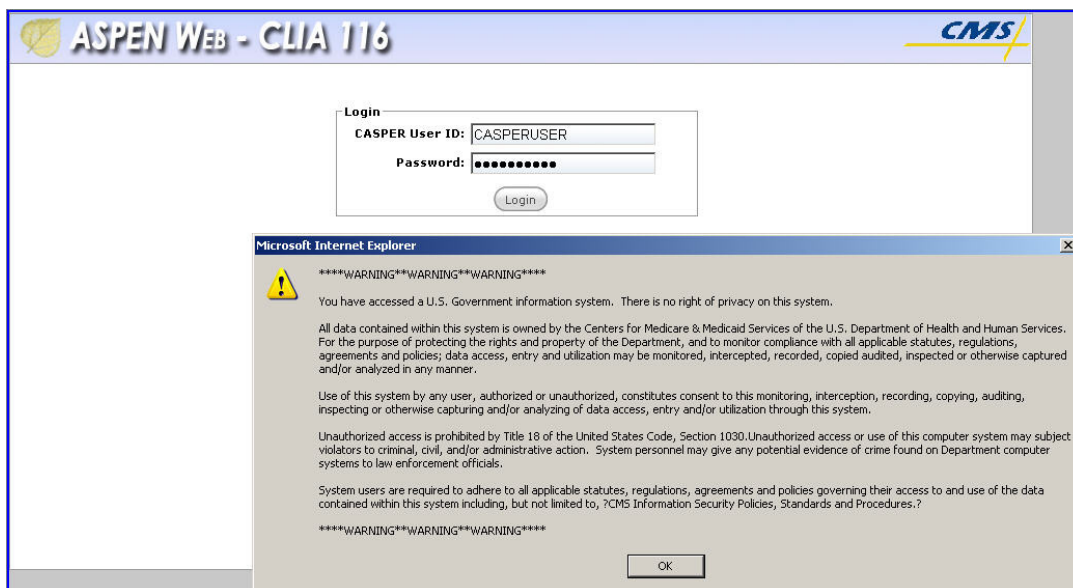 ASPEN WEB - CLIA 116
CMS
Login
CASPER User ID: CASPERUSER
Password: ●●●●●●●●●●
Login
Microsoft Internet Explorer
****WARNING**WARNING**WARNING****
You have accessed a U.S. Government information system.  There is no right of privacy on this system.
All data contained within this system is owned by the Centers for Medicare & Medicaid Services of the U.S. Department of Health and Human Services.
For the purpose of protecting the rights and property of the Department, and to monitor compliance with all applicable statutes, regulations,
agreements and policies; data access, entry and utilization may be monitored, intercepted, recorded, copied audited, inspected or otherwise captured
and/or analyzed in any manner.
Use of this system by any user, authorized or unauthorized, constitutes consent to this monitoring, interception, recording, copying, auditing,
inspecting or otherwise capturing and/or analyzing of data access, entry and/or utilization through this system.
Unauthorized access is prohibited by Title 18 of the United States Code, Section 1030.Unauthorized access or use of this computer system may subject
violators to criminal, civil, and/or administrative action.  System personnel may give any potential evidence of crime found on Department computer
systems to law enforcement officials.
System users are required to adhere to all applicable statutes, regulations, agreements and policies governing their access to and use of the data
contained within this system including, but not limited to, ?CMS Information Security Policies, Standards and Procedures.?
****WARNING**WARNING**WARNING****
OK